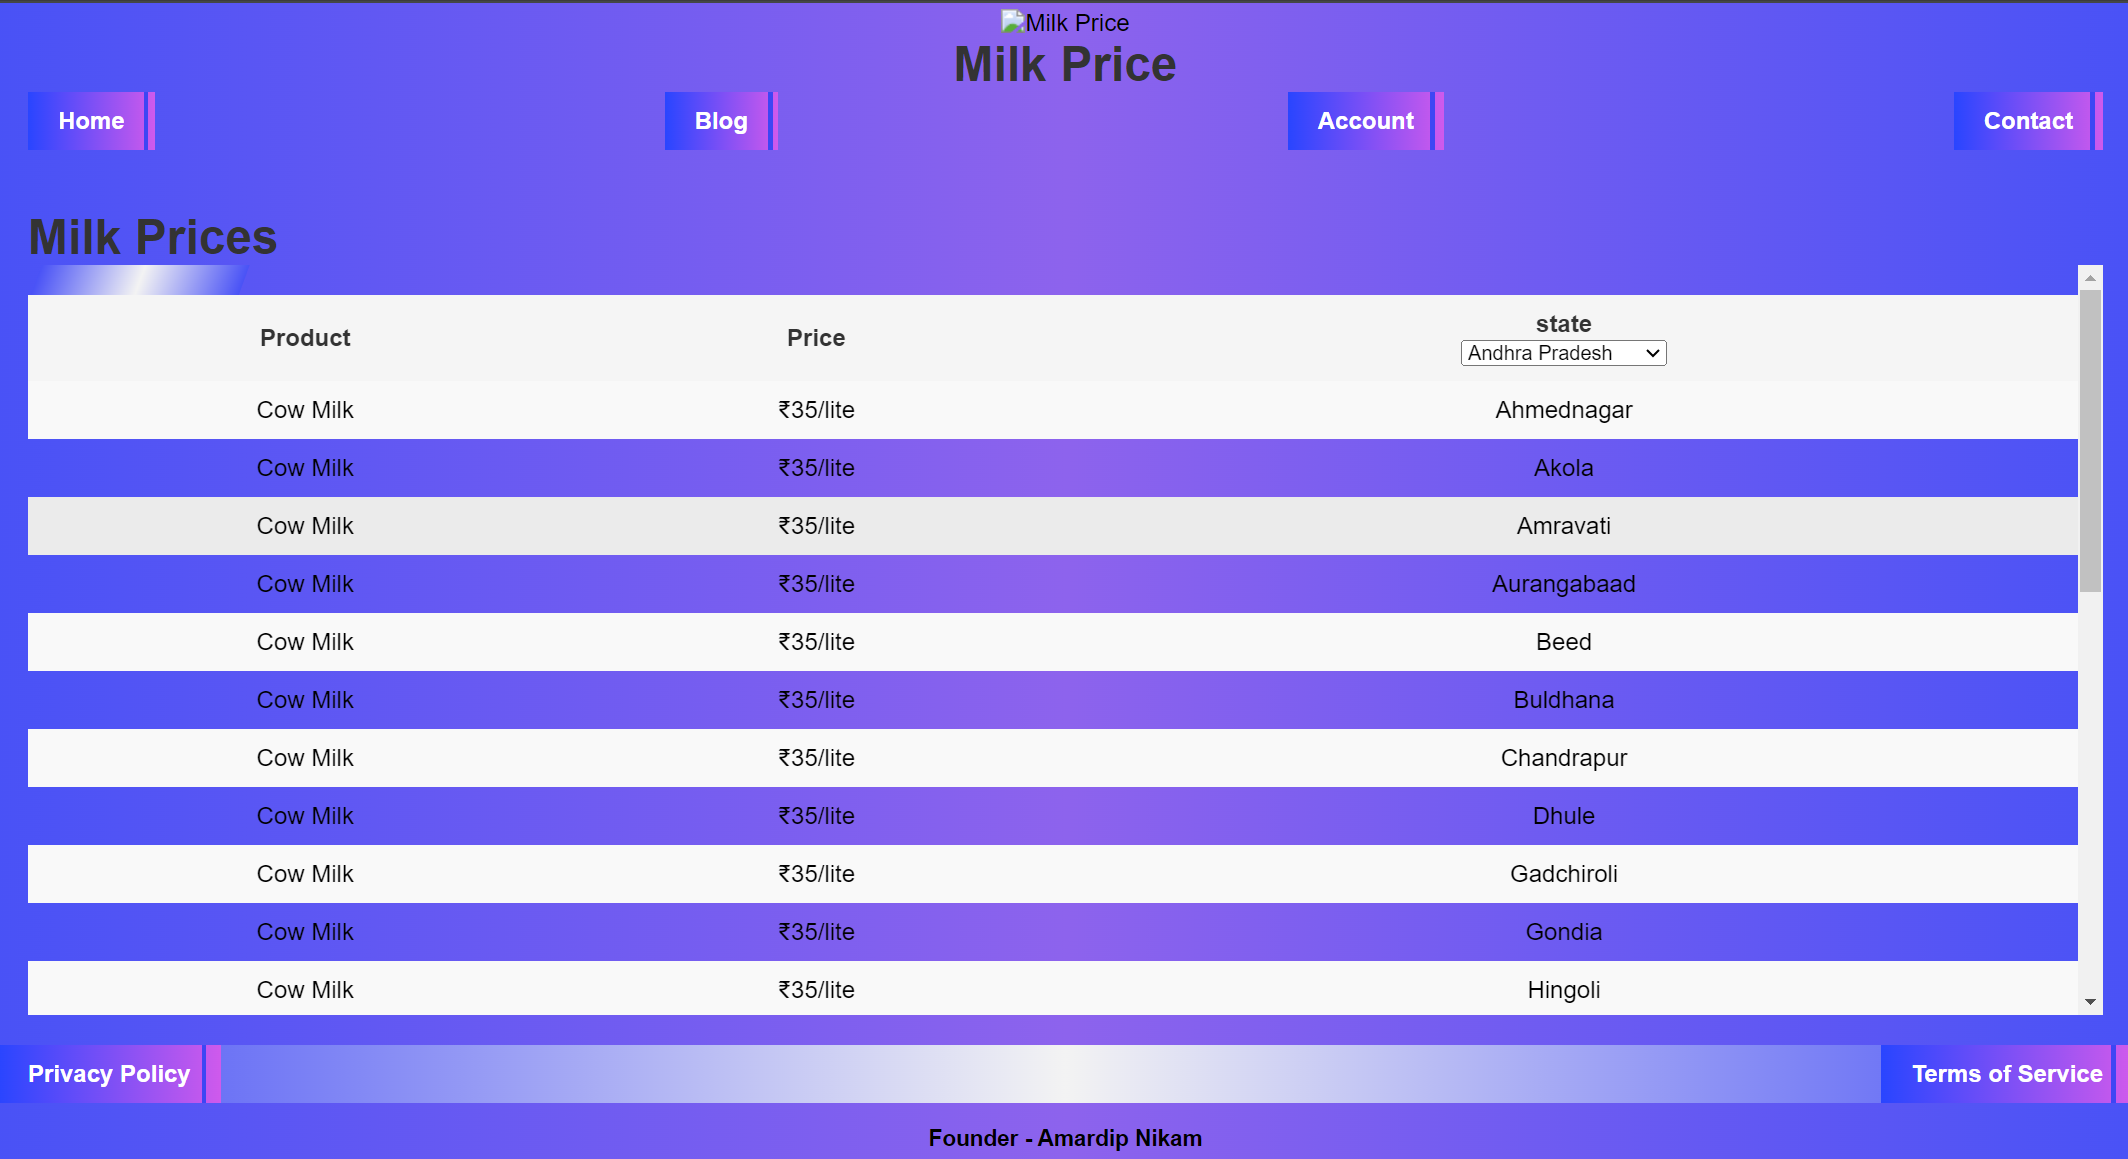 Milk Price
Milk Price
Home Blog Account Contact
Milk Prices
Product Price state
Andhra Pradesh
Cow Milk ₹35/lite Ahmednagar
Cow Milk ₹35/lite Akola
Cow Milk ₹35/lite Amravati
Cow Milk ₹35/lite Aurangabaad
Cow Milk ₹35/lite Beed
Cow Milk ₹35/lite Buldhana
Cow Milk ₹35/lite Chandrapur
Cow Milk ₹35/lite Dhule
Cow Milk ₹35/lite Gadchiroli
Cow Milk ₹35/lite Gondia
Cow Milk ₹35/lite Hingoli
Privacy Policy Terms of Service
Founder - Amardip Nikam